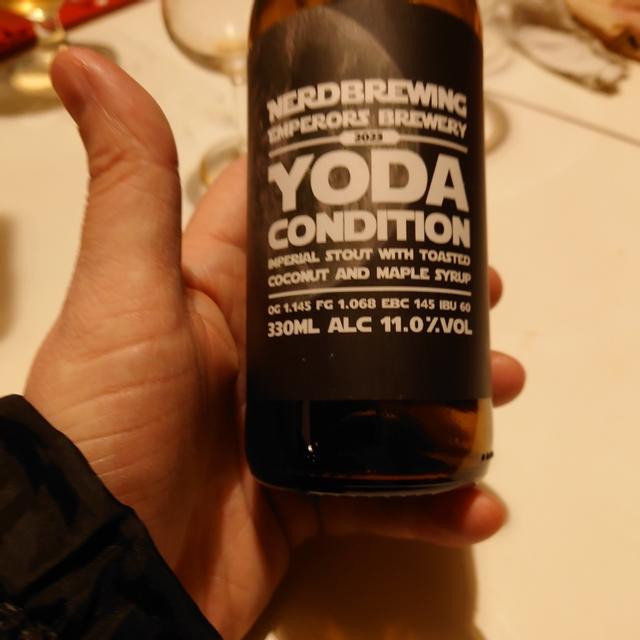 NERDBREWING
EMPERORS BREWERY
2023
YODA
CONDITION
IMPERIAL STOUT WITH TOASTED
COCONUT AND MAPLE SYRUP
OG 1.145 FG 1.068 EBC 145 IBU 60
330ML ALC 11.0%VOL